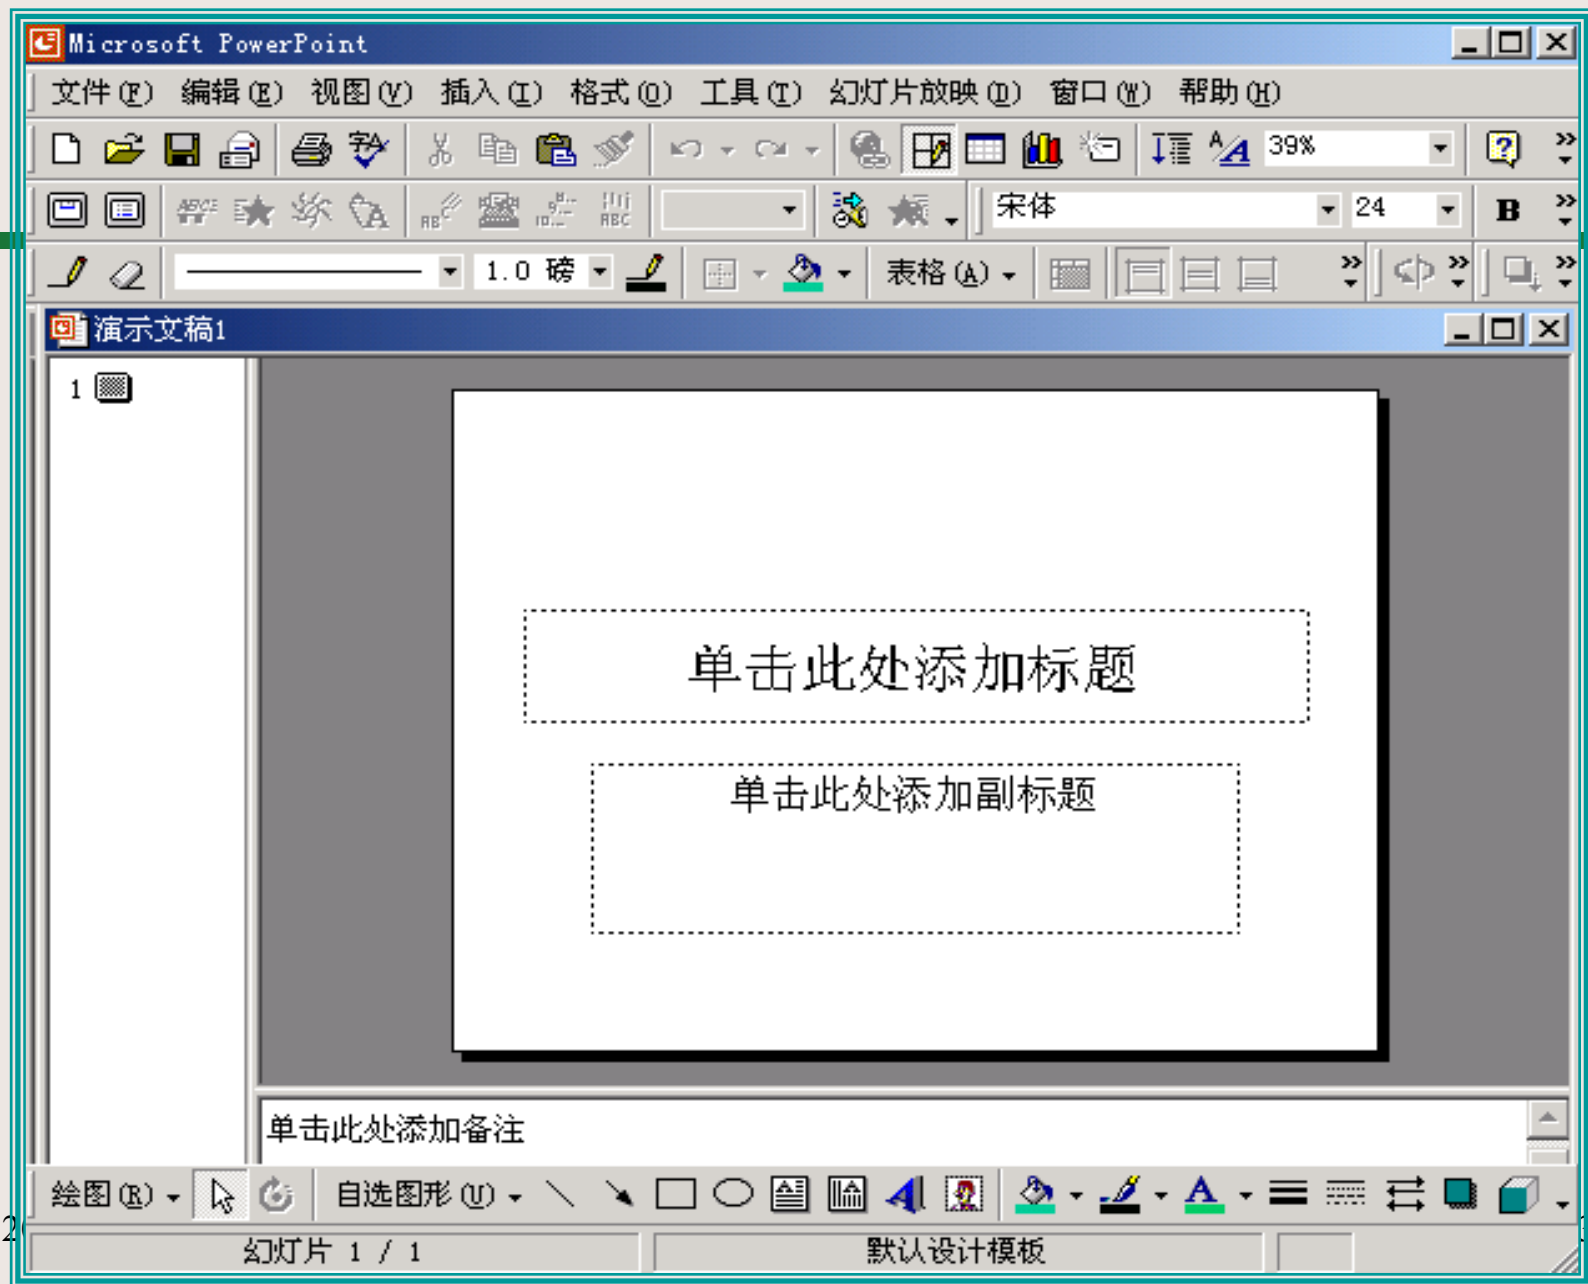 Microsoft PowerPoint
文件(F) 编辑(E) 视图(V) 插入(I) 格式(O) 工具(T) 幻灯片放映(D) 窗口(W) 帮助(H)
39%
宋体 24 B
1.0 磅 表格(A)
演示文稿1
1
单击此处添加标题
单击此处添加副标题
单击此处添加备注
绘图(R) 自选图形(U)
幻灯片 1 / 1 默认设计模板